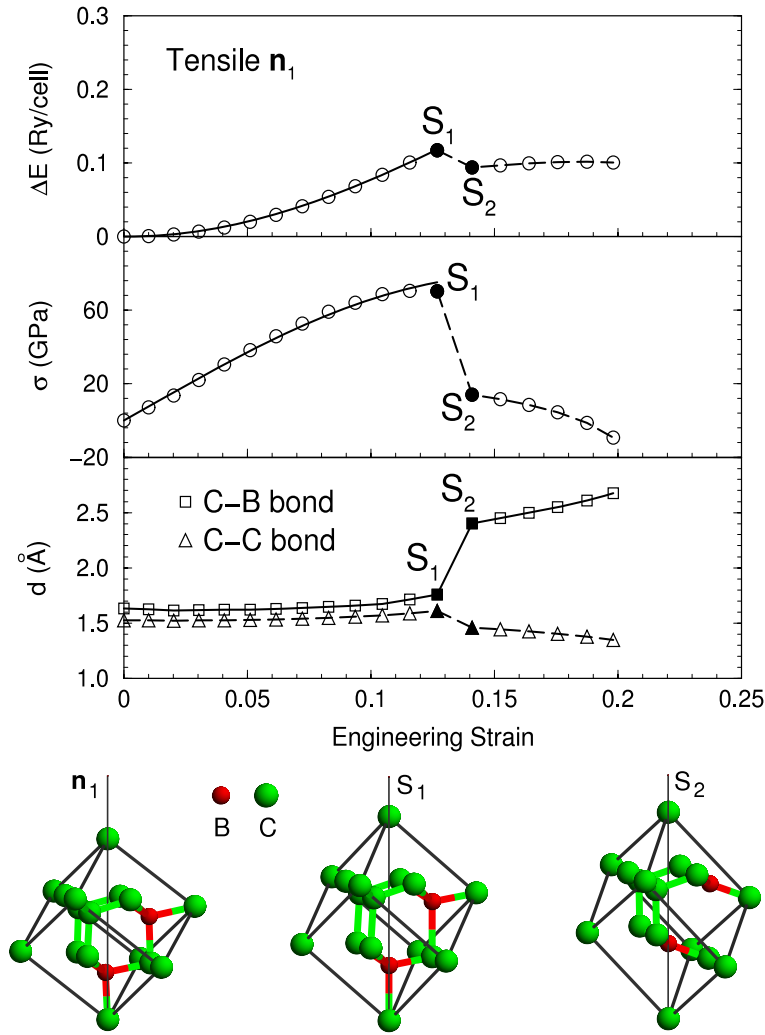 0.3
Tensile n₁
0.2
ΔE (Ry/cell)
S₁
0.1
S₂
0
60
S₁
σ (GPa)
20
S₂
−20
C−B bond
S₂
2.5
C−C bond
d (Å)
2.0
S₁
1.5
1.0
0 0.05 0.1 0.15 0.2 0.25
Engineering Strain
n₁ S₁ S₂
B C